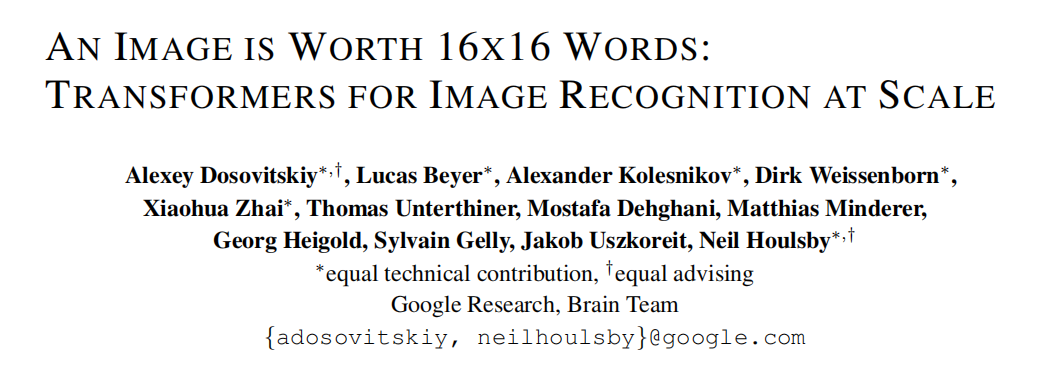 AN IMAGE IS WORTH 16X16 WORDS:
TRANSFORMERS FOR IMAGE RECOGNITION AT SCALE
Alexey Dosovitskiy*,†, Lucas Beyer*, Alexander Kolesnikov*, Dirk Weissenborn*,
Xiaohua Zhai*, Thomas Unterthiner, Mostafa Dehghani, Matthias Minderer,
Georg Heigold, Sylvain Gelly, Jakob Uszkoreit, Neil Houlsby*,†
*equal technical contribution, †equal advising
Google Research, Brain Team
{adosovitskiy, neilhoulsby}@google.com